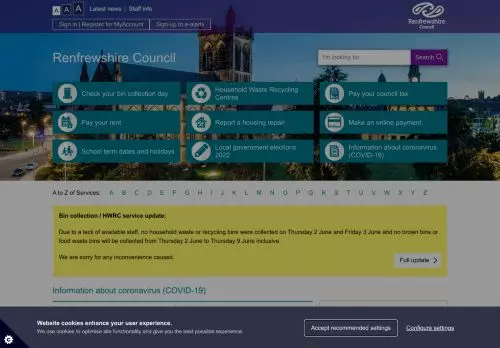 A A A Latest news | Staff info
Renfrewshire
Council
Sign in | Register for MyAccount Sign up to e-alerts
Renfrewshire Council
I'm looking for Search
Check your bin collection day
Household Waste Recycling
Centres
Pay your council tax
Pay your rent
Report a housing repair
Make an online payment
School term dates and holidays
Local government elections
2022
Information about coronavirus
(COVID-19)
A to Z of Services: A B C D E F G H I J K L M N O P Q R S T U V W X Y Z
Bin collection / HWRC service update:
Due to a lack of available staff, no household waste or recycling bins were collected on Thursday 2 June and Friday 3 June and no brown bins or
food waste bins will be collected from Thursday 2 June to Thursday 9 June inclusive.
We are sorry for any inconvenience caused.
Full update >
Information about coronavirus (COVID-19)
Website cookies enhance your user experience.
We use cookies to optimise site functionality and give you the best possible experience.
Accept recommended settings
Configure settings